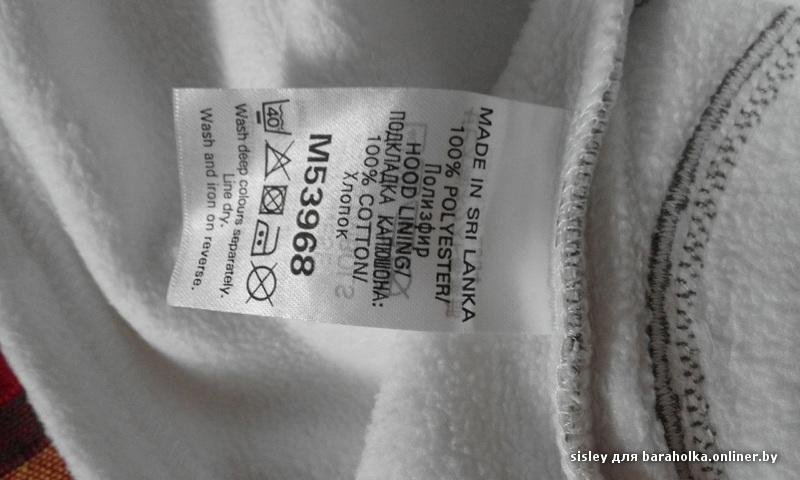 MADE IN SRI LANKA
100% POLYESTER/
Полиэфир
HOOD LINING/
ПОДКЛАДКА КАПЮШОНА:
100% COTTON/
Хлопок
M53968
40
Wash deep colours separately.
Line dry.
Wash and iron on reverse.
sisley для baraholka.onliner.by